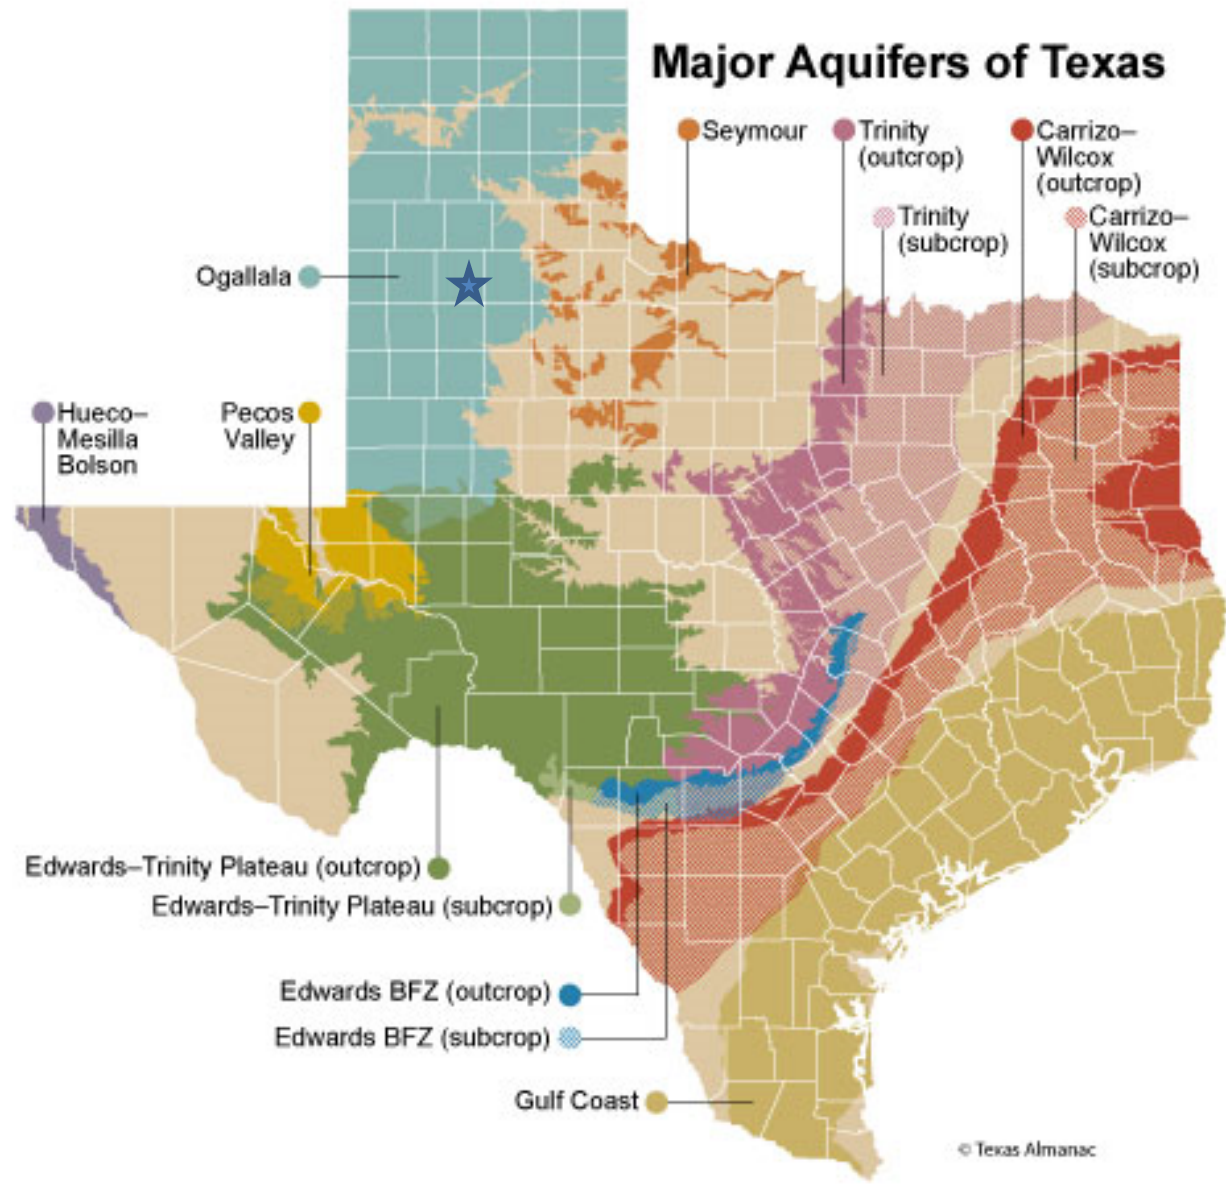 Major Aquifers of Texas
Seymour
Trinity
(outcrop)
Carrizo–
Wilcox
(outcrop)
Trinity
(subcrop)
Carrizo–
Wilcox
(subcrop)
Ogallala
Hueco–
Mesilla
Bolson
Pecos
Valley
Edwards–Trinity Plateau (outcrop)
Edwards–Trinity Plateau (subcrop)
Edwards BFZ (outcrop)
Edwards BFZ (subcrop)
Gulf Coast
© Texas Almanac